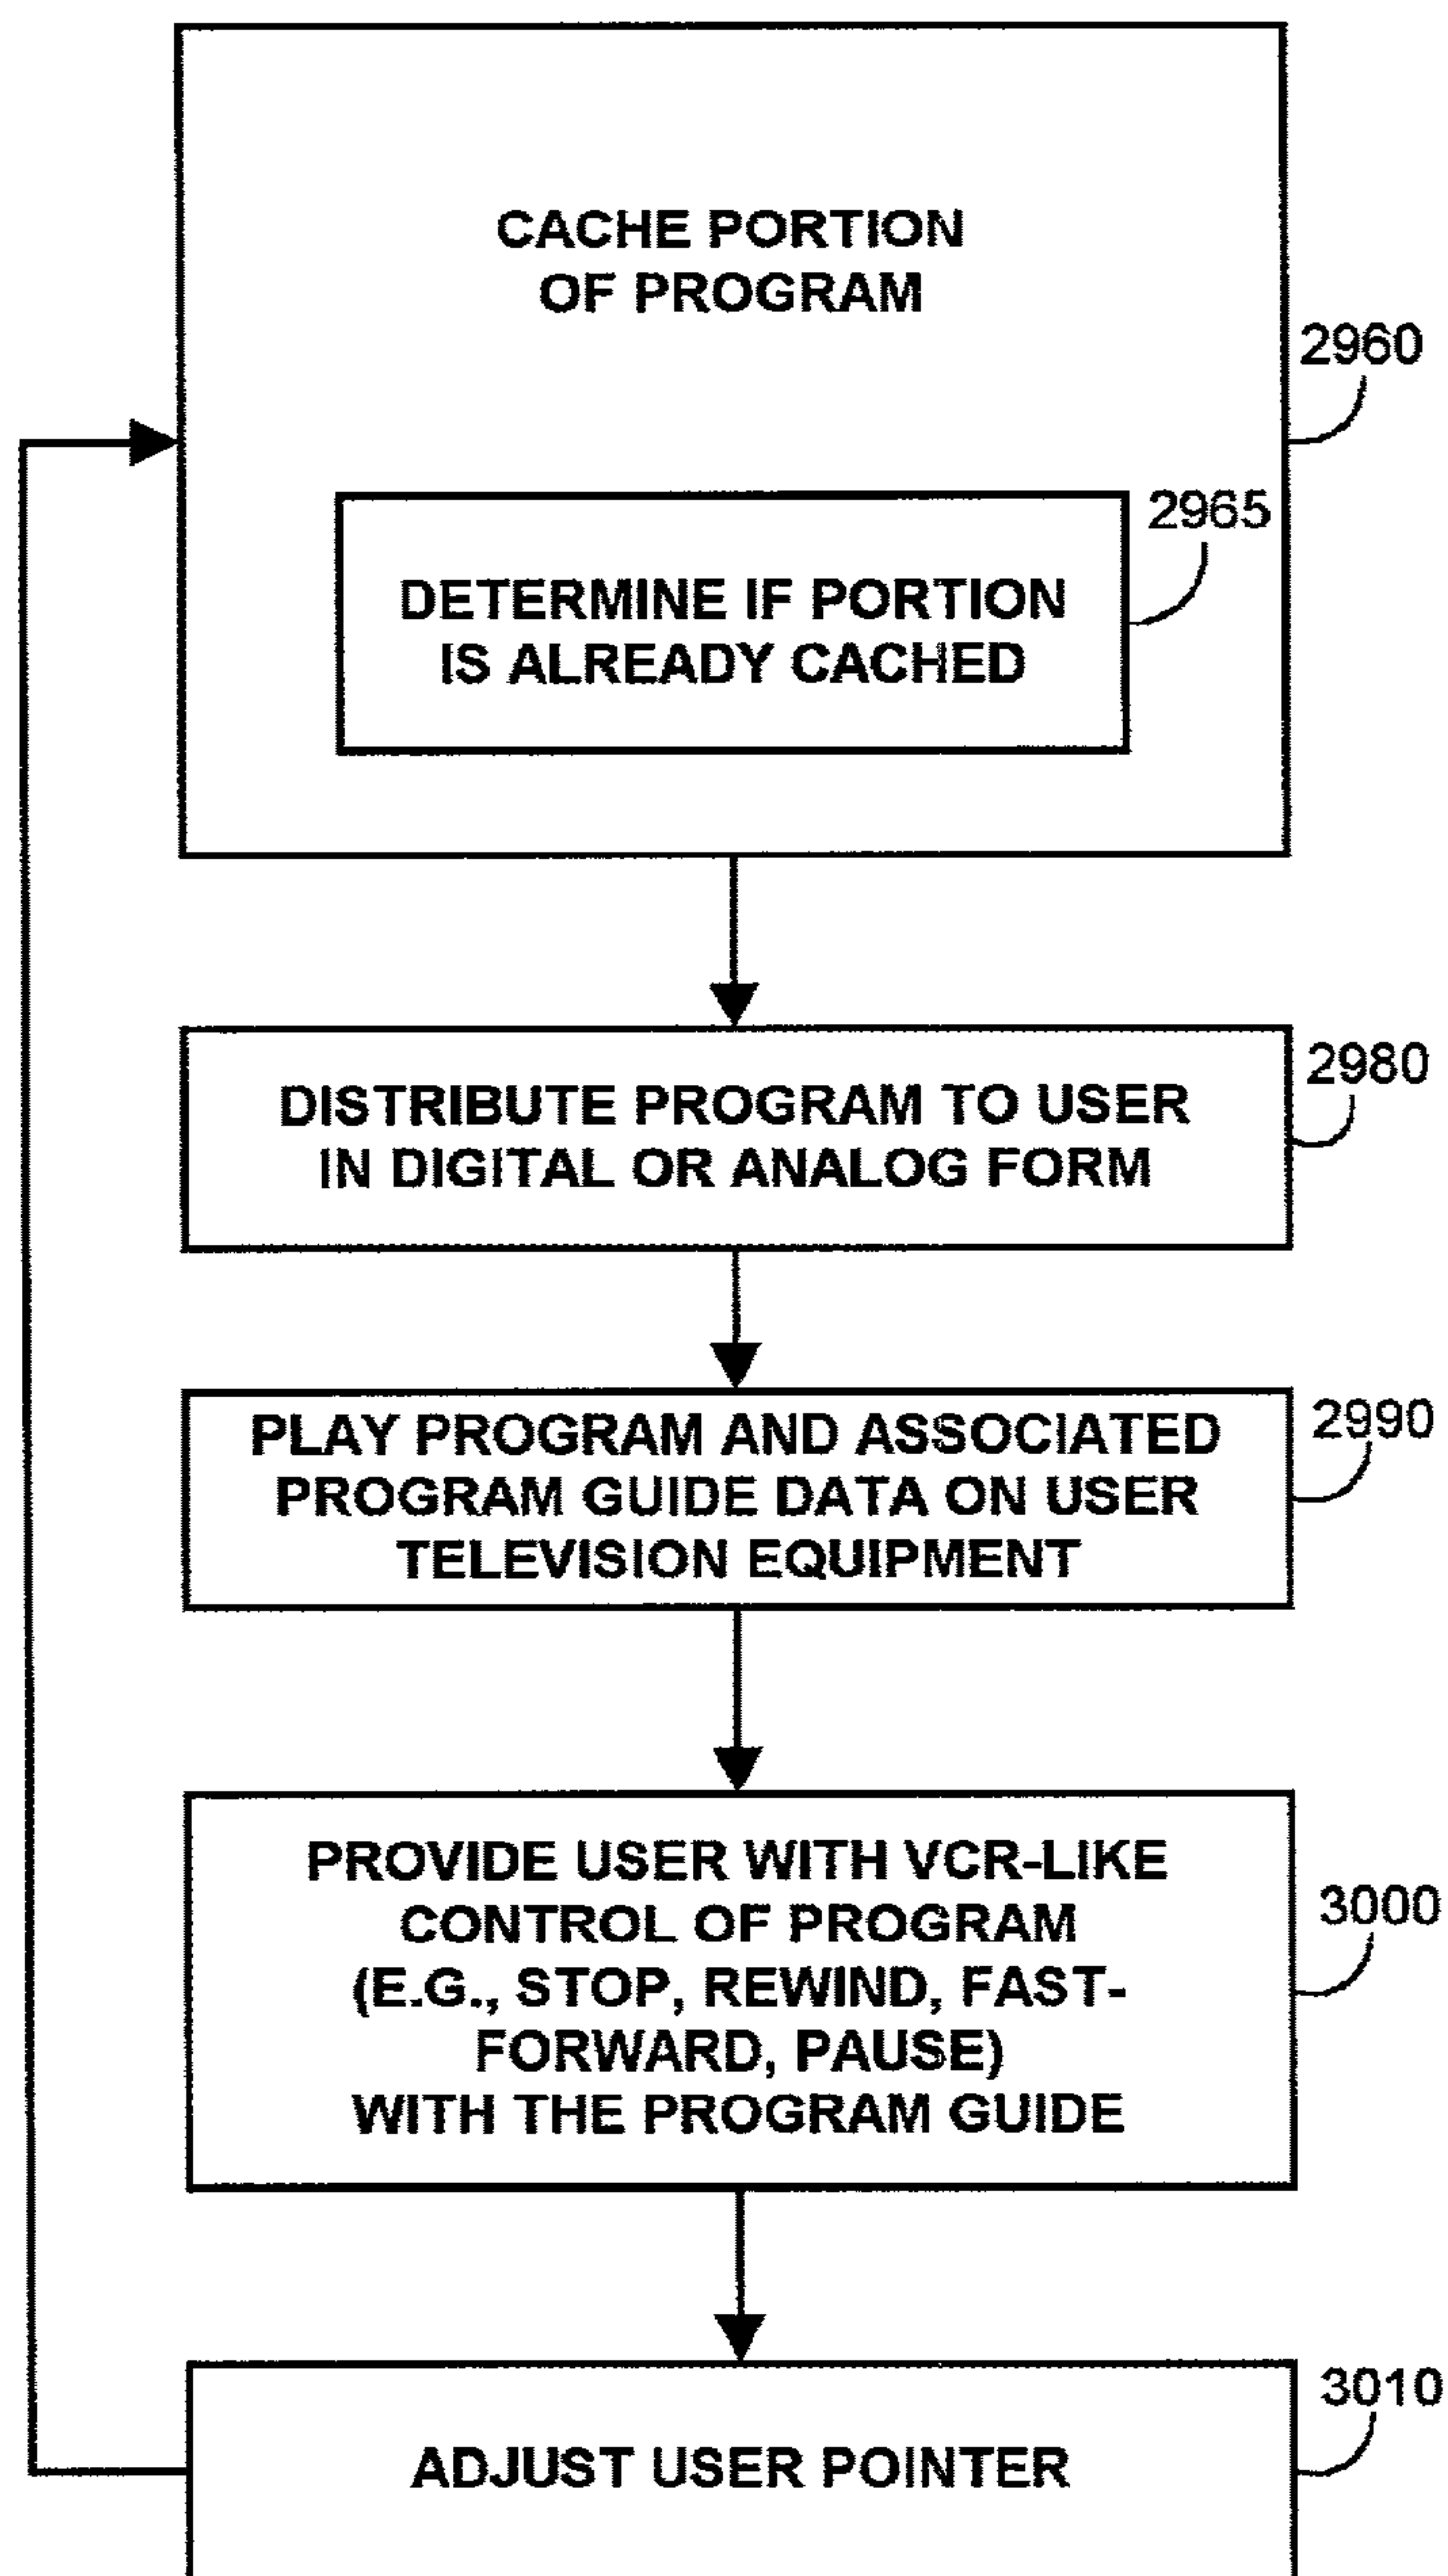 CACHE PORTION
OF PROGRAM
2960
2965
DETERMINE IF PORTION
IS ALREADY CACHED
2980
DISTRIBUTE PROGRAM TO USER
IN DIGITAL OR ANALOG FORM
2990
PLAY PROGRAM AND ASSOCIATED
PROGRAM GUIDE DATA ON USER
TELEVISION EQUIPMENT
PROVIDE USER WITH VCR-LIKE
CONTROL OF PROGRAM
(E.G., STOP, REWIND, FAST-
FORWARD, PAUSE)
WITH THE PROGRAM GUIDE
3000
3010
ADJUST USER POINTER